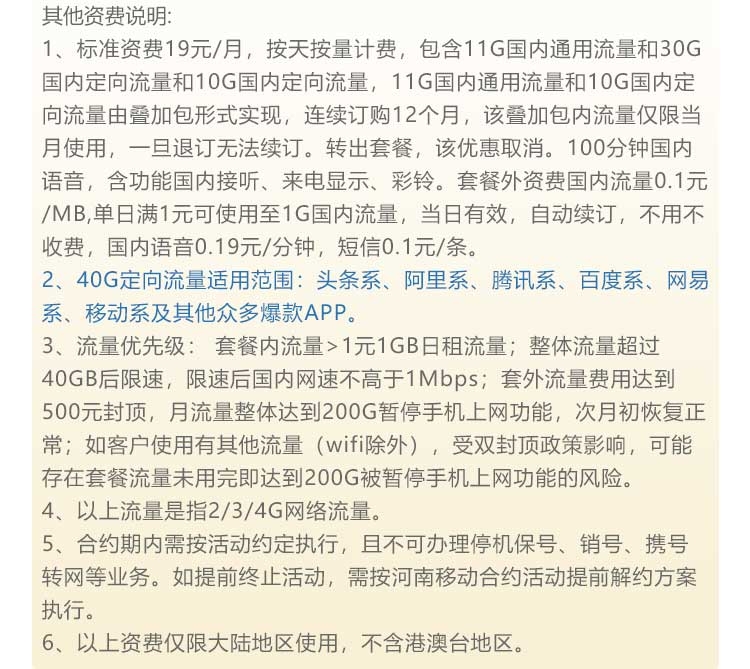 其他资费说明:
1、标准资费19元/月，按天按量计费，包含11G国内通用流量和30G
国内定向流量和10G国内定向流量，11G国内通用流量和10G国内定
向流量由叠加包形式实现，连续订购12个月，该叠加包内流量仅限当
月使用，一旦退订无法续订。转出套餐，该优惠取消。100分钟国内
语音，含功能国内接听、来电显示、彩铃。套餐外资费国内流量0.1元
/MB,单日满1元可使用至1G国内流量，当日有效，自动续订，不用不
收费，国内语音0.19元/分钟，短信0.1元/条。
2、40G定向流量适用范围：头条系、阿里系、腾讯系、百度系、网易
系、移动系及其他众多爆款APP。
3、流量优先级： 套餐内流量>1元1GB日租流量；整体流量超过
40GB后限速，限速后国内网速不高于1Mbps；套外流量费用达到
500元封顶，月流量整体达到200G暂停手机上网功能，次月初恢复正
常；如客户使用有其他流量（wifi除外），受双封顶政策影响，可能
存在套餐流量未用完即达到200G被暂停手机上网功能的风险。
4、以上流量是指2/3/4G网络流量。
5、合约期内需按活动约定执行，且不可办理停机保号、销号、携号
转网等业务。如提前终止活动，需按河南移动合约活动提前解约方案
执行。
6、以上资费仅限大陆地区使用，不含港澳台地区。